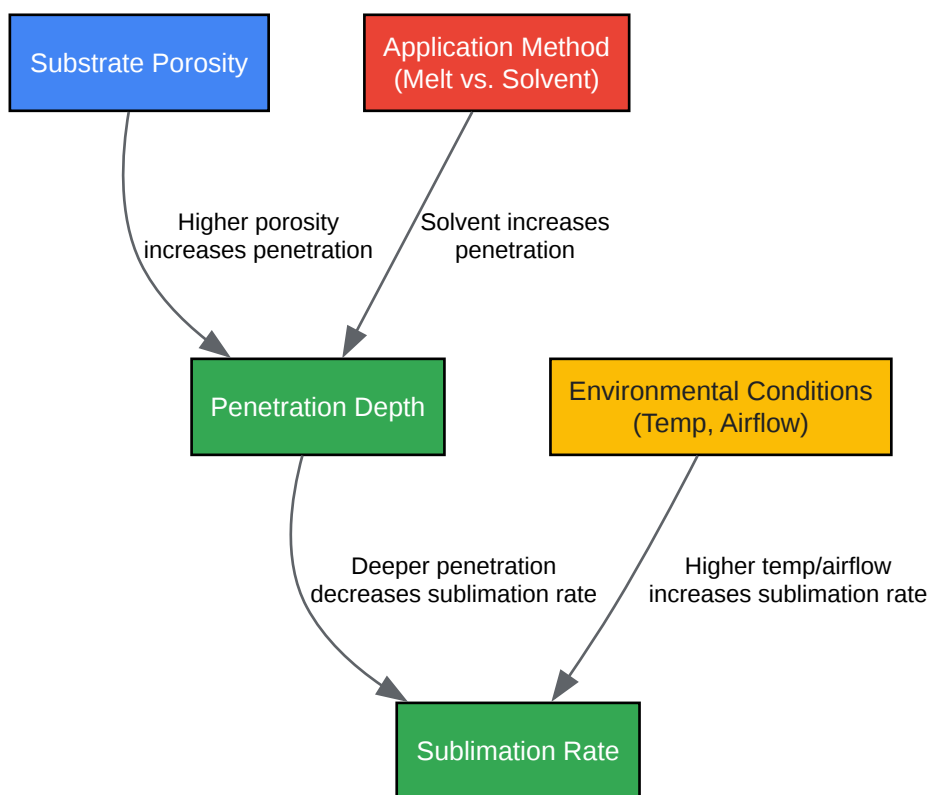 Substrate Porosity
Application Method
(Melt vs. Solvent)
Higher porosity
increases penetration
Solvent increases
penetration
Penetration Depth
Environmental Conditions
(Temp, Airflow)
Deeper penetration
decreases sublimation rate
Higher temp/airflow
increases sublimation rate
Sublimation Rate